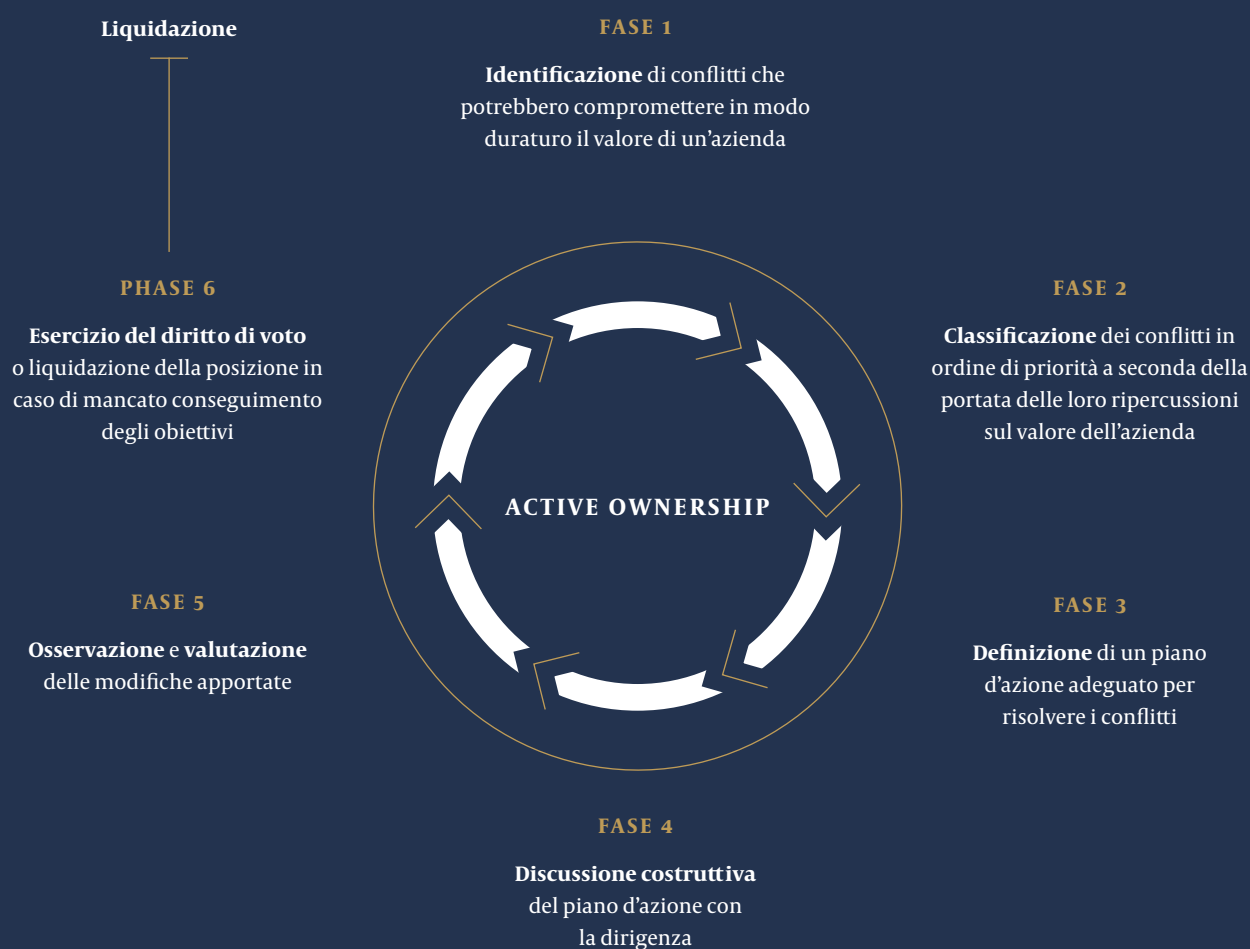 Liquidazione
FASE 1
Identificazione di conflitti che
potrebbero compromettere in modo
duraturo il valore di un’azienda
PHASE 6
Esercizio del diritto di voto
o liquidazione della posizione in
caso di mancato conseguimento
degli obiettivi
FASE 2
Classificazione dei conflitti in
ordine di priorità a seconda della
portata delle loro ripercussioni
sul valore dell’azienda
ACTIVE OWNERSHIP
FASE 5
Osservazione e valutazione
delle modifiche apportate
FASE 3
Definizione di un piano
d’azione adeguato per
risolvere i conflitti
FASE 4
Discussione costruttiva
del piano d’azione con
la dirigenza